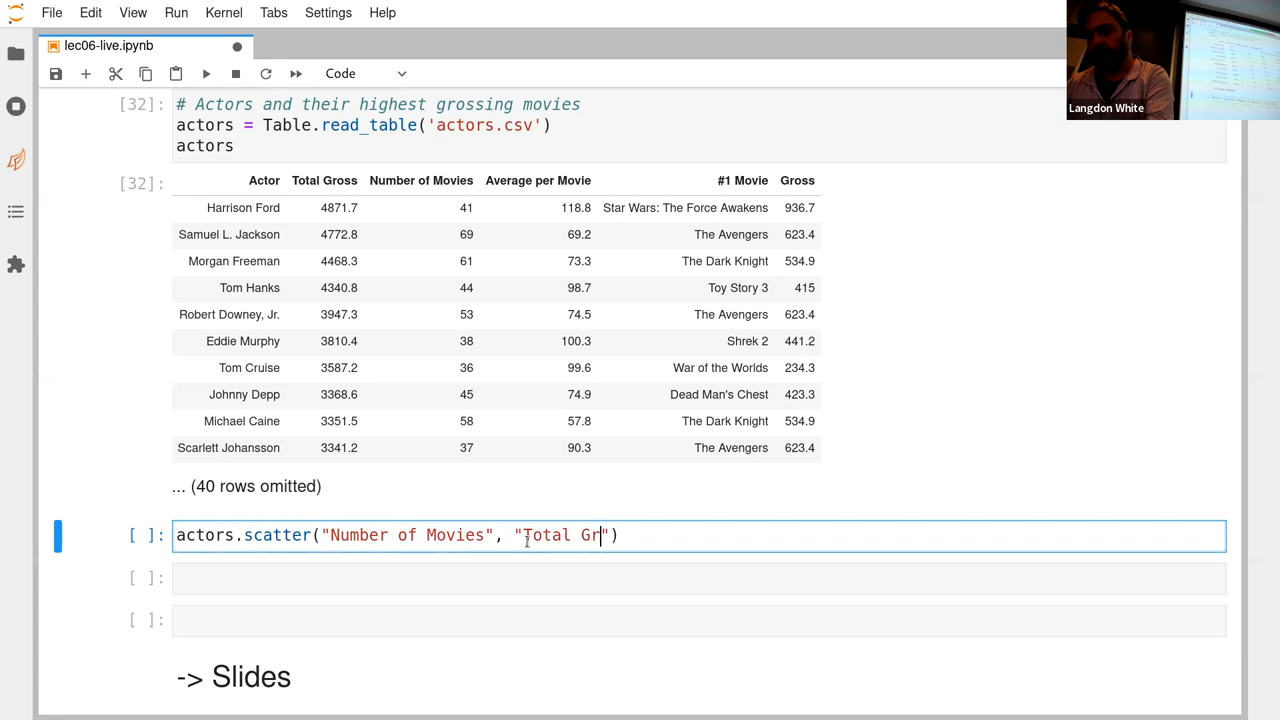 File Edit View Run Kernel Tabs Settings Help
lec06-live.ipynb
Code
Langdon White
[32]: # Actors and their highest grossing movies
actors = Table.read_table('actors.csv')
actors
[32]: Actor Total Gross Number of Movies Average per Movie #1 Movie Gross
Harrison Ford 4871.7 41 118.8 Star Wars: The Force Awakens 936.7
Samuel L. Jackson 4772.8 69 69.2 The Avengers 623.4
Morgan Freeman 4468.3 61 73.3 The Dark Knight 534.9
Tom Hanks 4340.8 44 98.7 Toy Story 3 415
Robert Downey, Jr. 3947.3 53 74.5 The Avengers 623.4
Eddie Murphy 3810.4 38 100.3 Shrek 2 441.2
Tom Cruise 3587.2 36 99.6 War of the Worlds 234.3
Johnny Depp 3368.6 45 74.9 Dead Man's Chest 423.3
Michael Caine 3351.5 58 57.8 The Dark Knight 534.9
Scarlett Johansson 3341.2 37 90.3 The Avengers 623.4
... (40 rows omitted)
[ ]: actors.scatter("Number of Movies", "Total Gr")
[ ]:
[ ]:
-> Slides